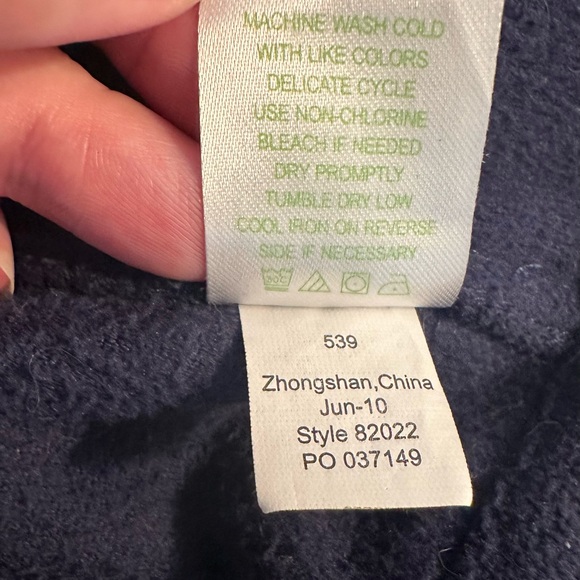 MACHINE WASH COLD
WITH LIKE COLORS
DELICATE CYCLE
USE NON-CHLORINE
BLEACH IF NEEDED
DRY PROMPTLY
TUMBLE DRY LOW
COOL IRON ON REVERSE
SIDE IF NECESSARY
30C
539
Zhongshan,China
Jun-10
Style 82022
PO 037149